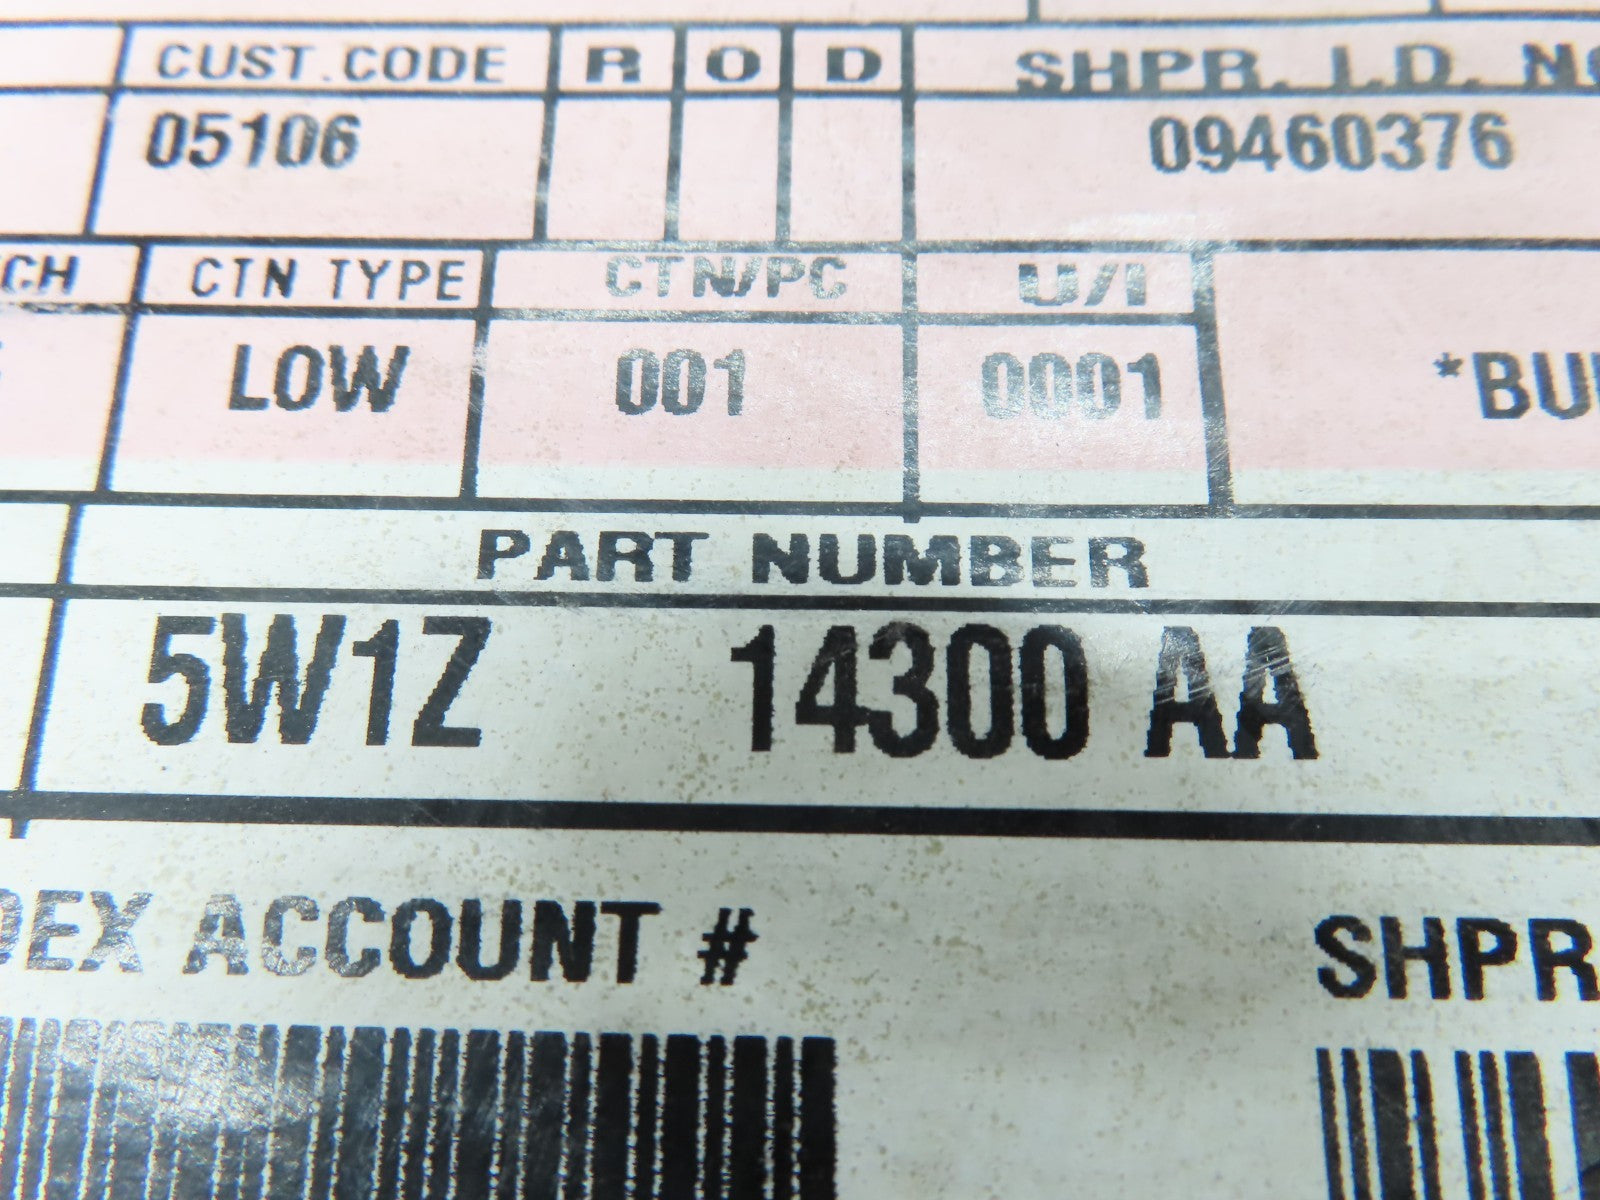 CUST.CODE R O D SHPR. I.D.
05106 09460376
CH CTN TYPE CTN/PC U/I
LOW 001 0001 *BU
PART NUMBER
5W1Z 14300 AA
DEX ACCOUNT # SHPR